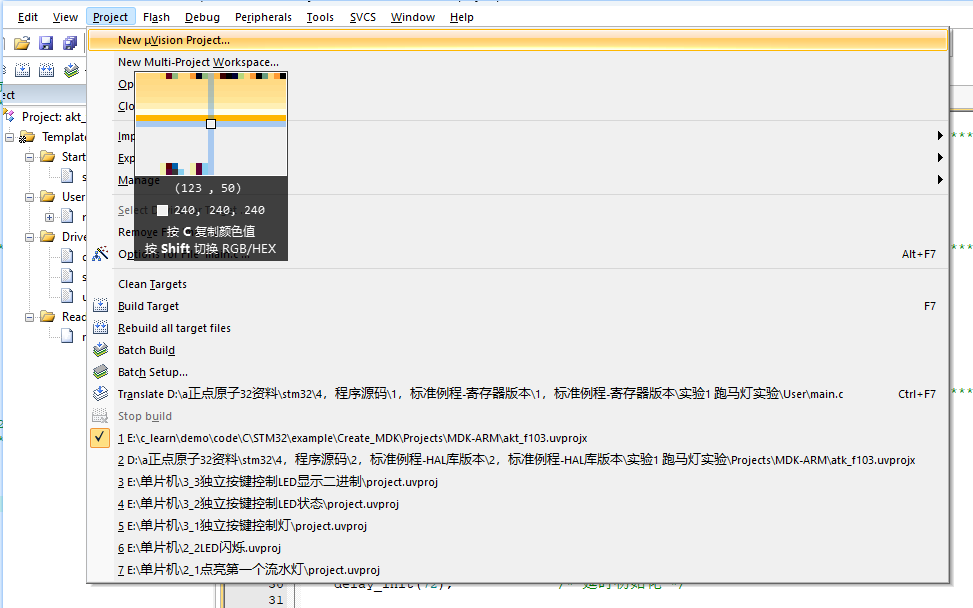 Edit View Project Flash Debug Peripherals Tools SVCS Window Help
New µVision Project...
New Multi-Project Workspace...
Op
Clo
ect
Project: akt_
Imp
Template
****
Exp
Start
Manage
s
(123 , 50)
240, 240, 240
Select D
User
按 C 复制颜色值
Remove F
按 Shift 切换 RGB/HEX
Drive
Options for File 'main.c'... Alt+F7
****
Clean Targets
Build Target F7
Reac
Rebuild all target files
Batch Build
Batch Setup...
Translate D:\a正点原子32资料\stm32\4，程序源码\1，标准例程-寄存器版本\1，标准例程-寄存器版本\实验1 跑马灯实验\User\main.c Ctrl+F7
****
Stop build
1 E:\c_learn\demo\code\C\STM32\example\Create_MDK\Projects\MDK-ARM\akt_f103.uvprojx
2 D:\a正点原子32资料\stm32\4，程序源码\2，标准例程-HAL库版本\2，标准例程-HAL库版本\实验1 跑马灯实验\Projects\MDK-ARM\atk_f103.uvprojx
3 E:\单片机\3_3独立按键控制LED显示二进制\project.uvproj
4 E:\单片机\3_2独立按键控制LED状态\project.uvproj
5 E:\单片机\3_1独立按键控制灯\project.uvproj
6 E:\单片机\2_2LED闪烁.uvproj
7 E:\单片机\2_1点亮第一个流水灯\project.uvproj
30 delay_init(72); /* 延时初始化 */
31